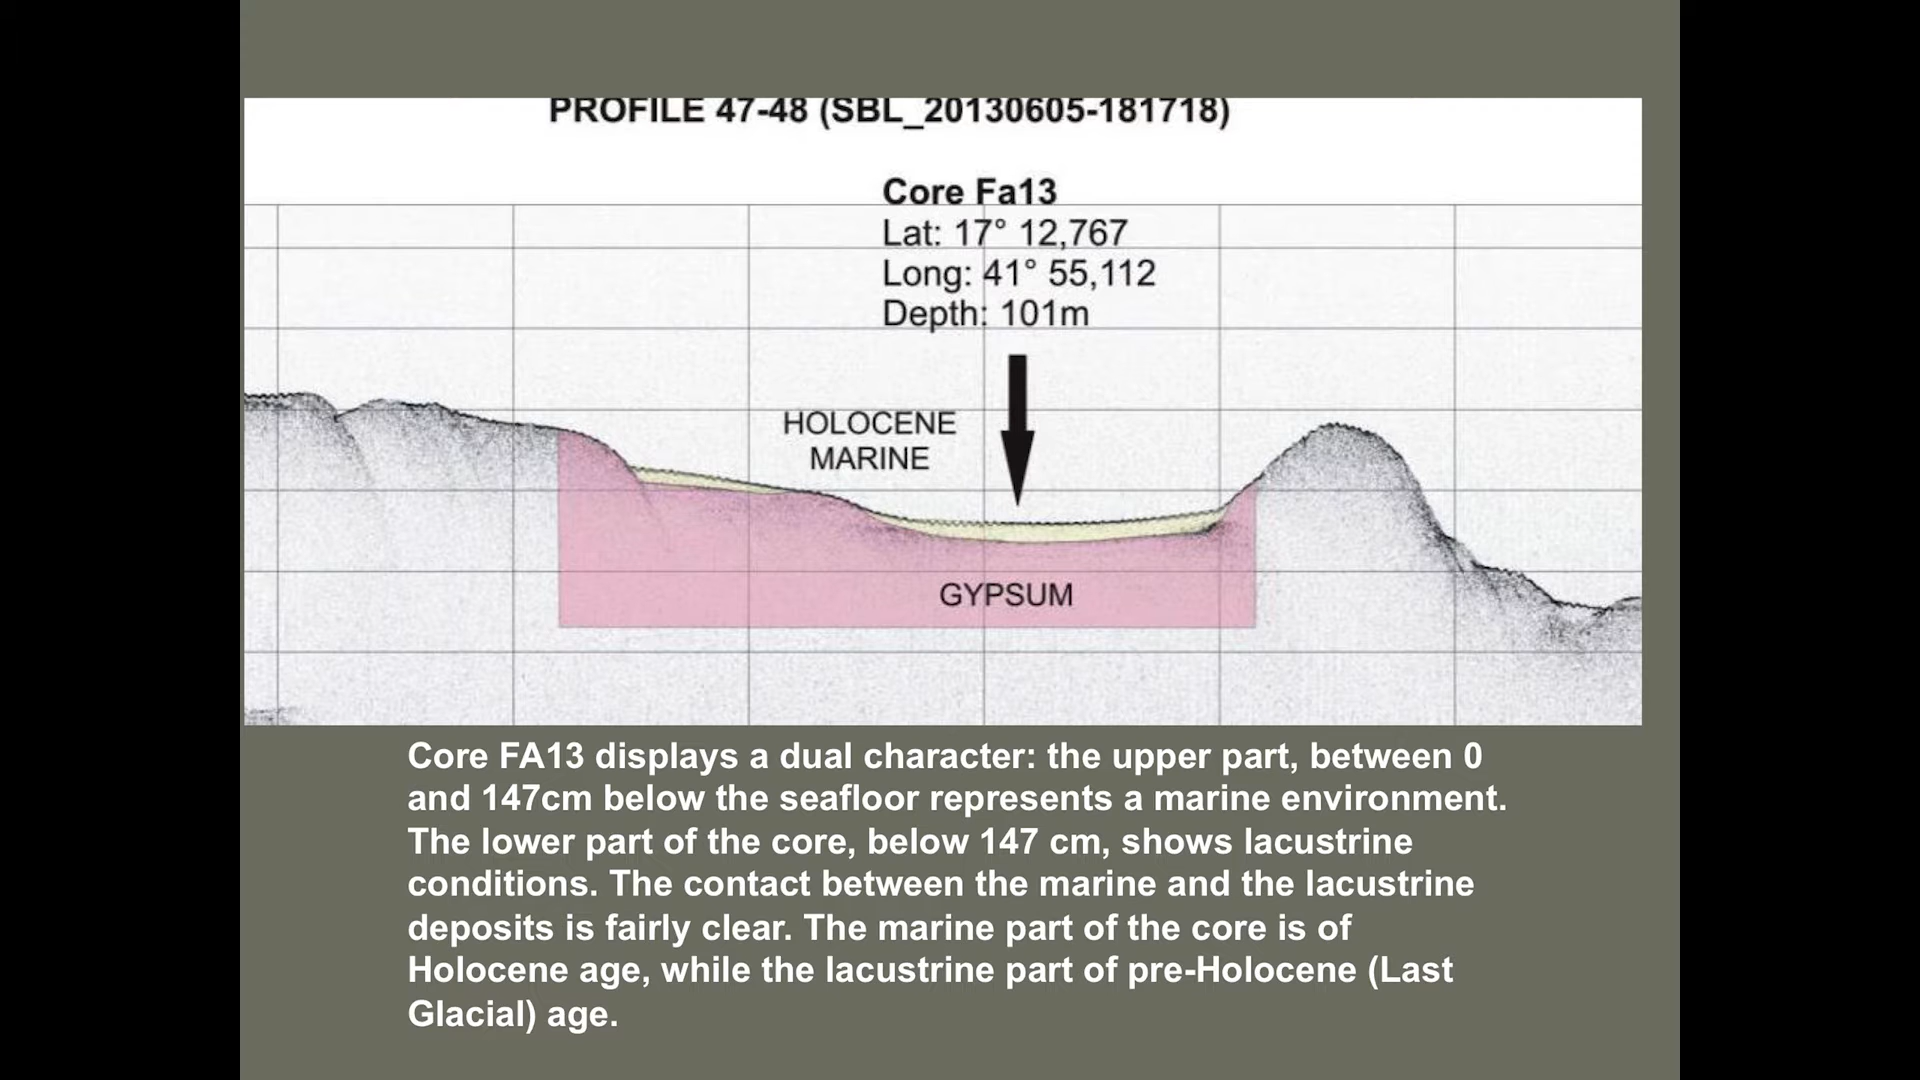 PROFILE 47-48 (SBL_20130605-181718)
Core Fa13
Lat: 17° 12,767
Long: 41° 55,112
Depth: 101m
HOLOCENE
MARINE
GYPSUM
Core FA13 displays a dual character: the upper part, between 0
and 147cm below the seafloor represents a marine environment.
The lower part of the core, below 147 cm, shows lacustrine
conditions. The contact between the marine and the lacustrine
deposits is fairly clear. The marine part of the core is of
Holocene age, while the lacustrine part of pre-Holocene (Last
Glacial) age.